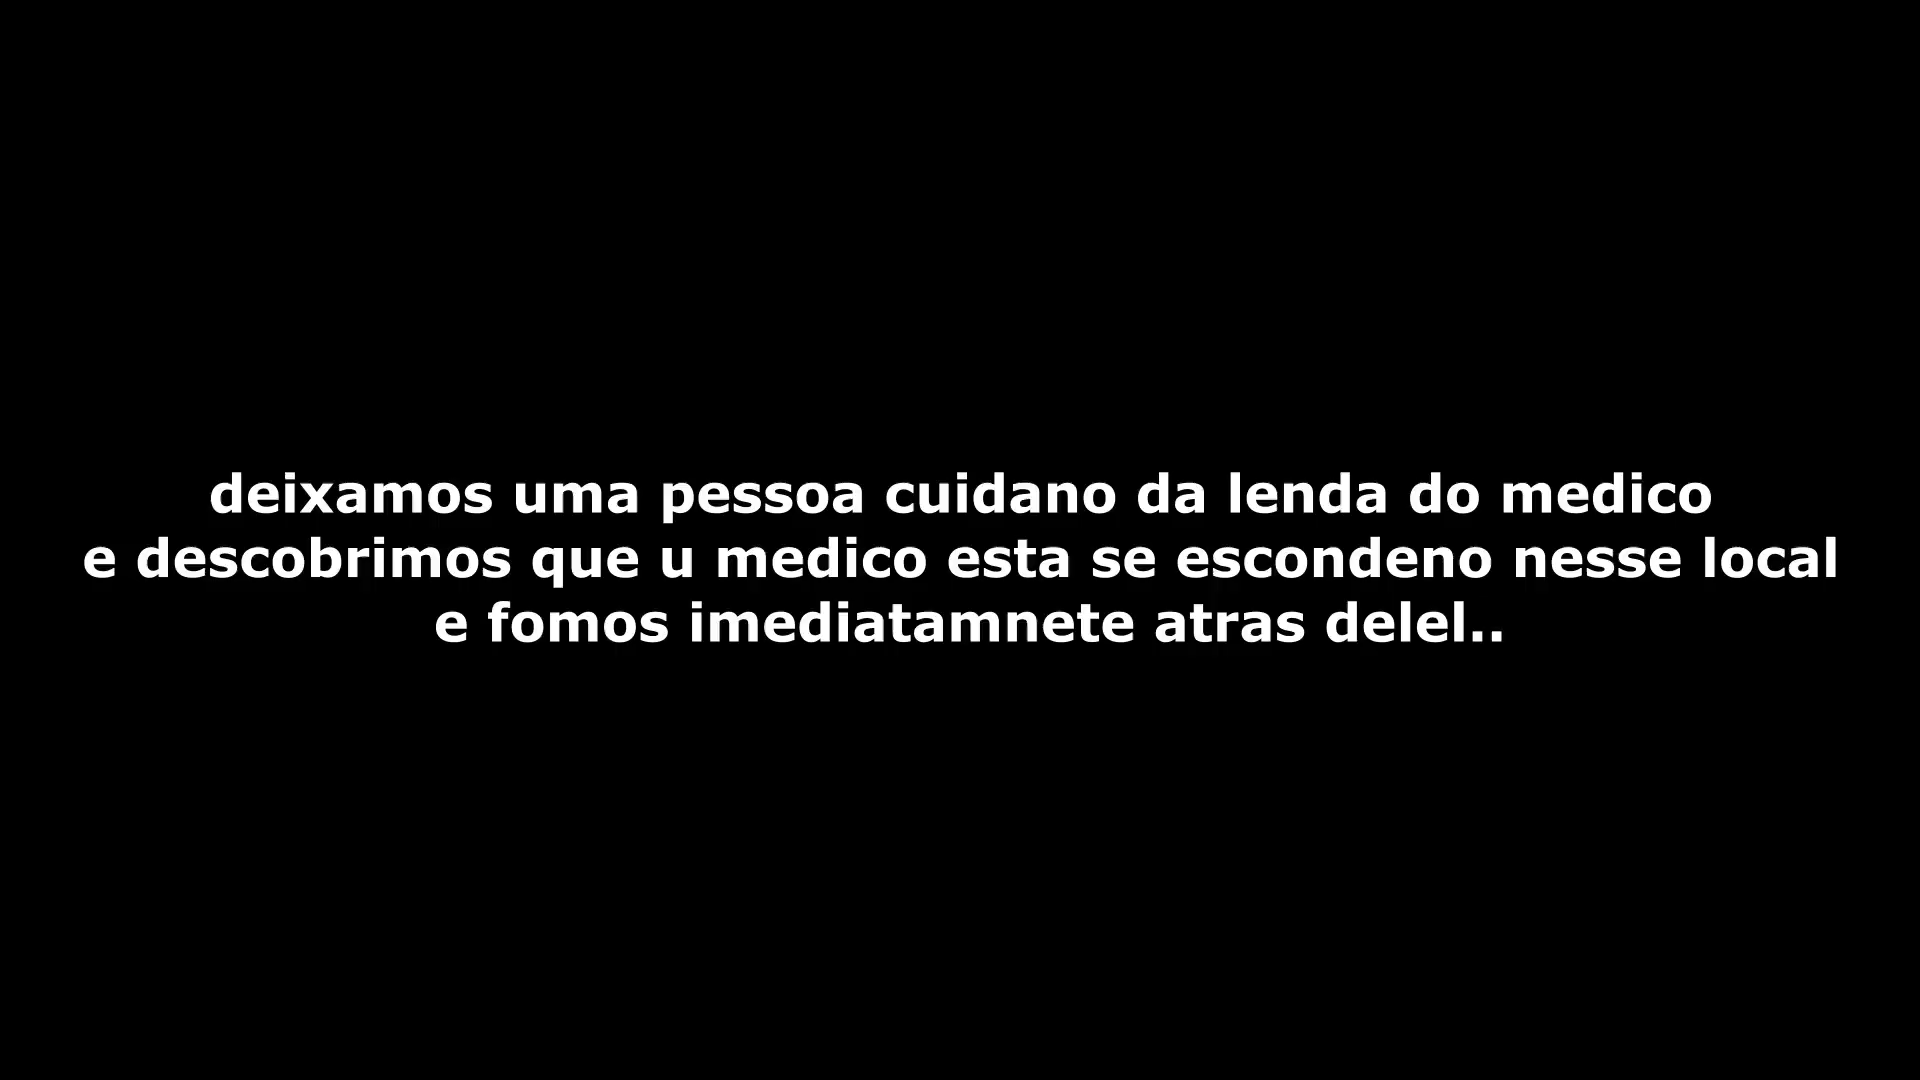 deixamos uma pessoa cuidano da lenda do medico
e descobrimos que u medico esta se escondeno nesse local
e fomos imediatamnete atras delel..